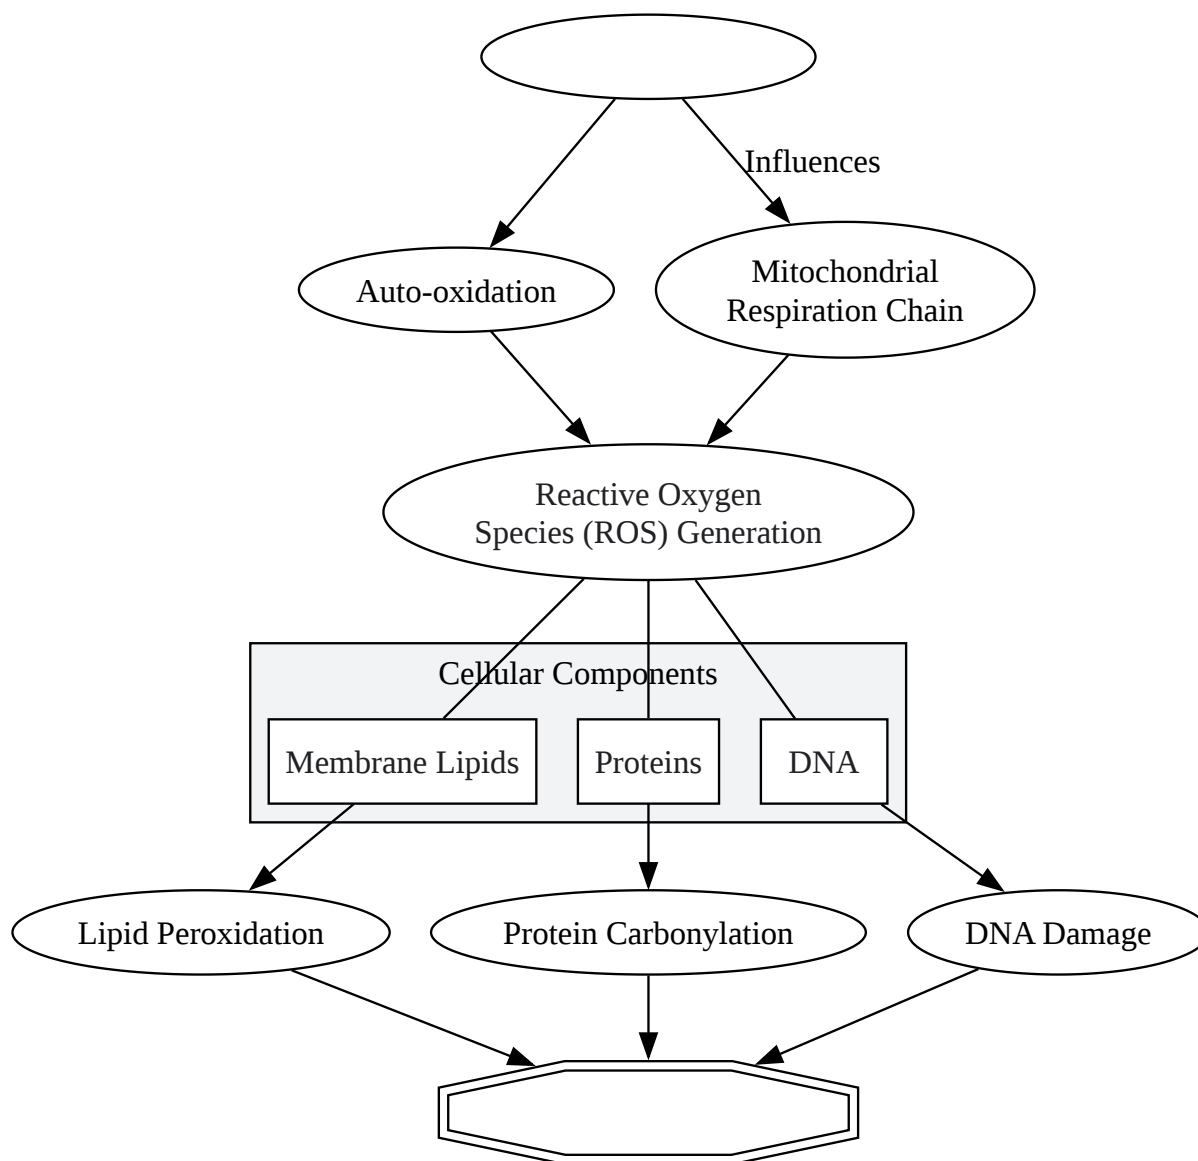 Influences
Auto-oxidation
Mitochondrial
Respiration Chain
Reactive Oxygen
Species (ROS) Generation
Cellular Components
Membrane Lipids
Proteins
DNA
Lipid Peroxidation
Protein Carbonylation
DNA Damage